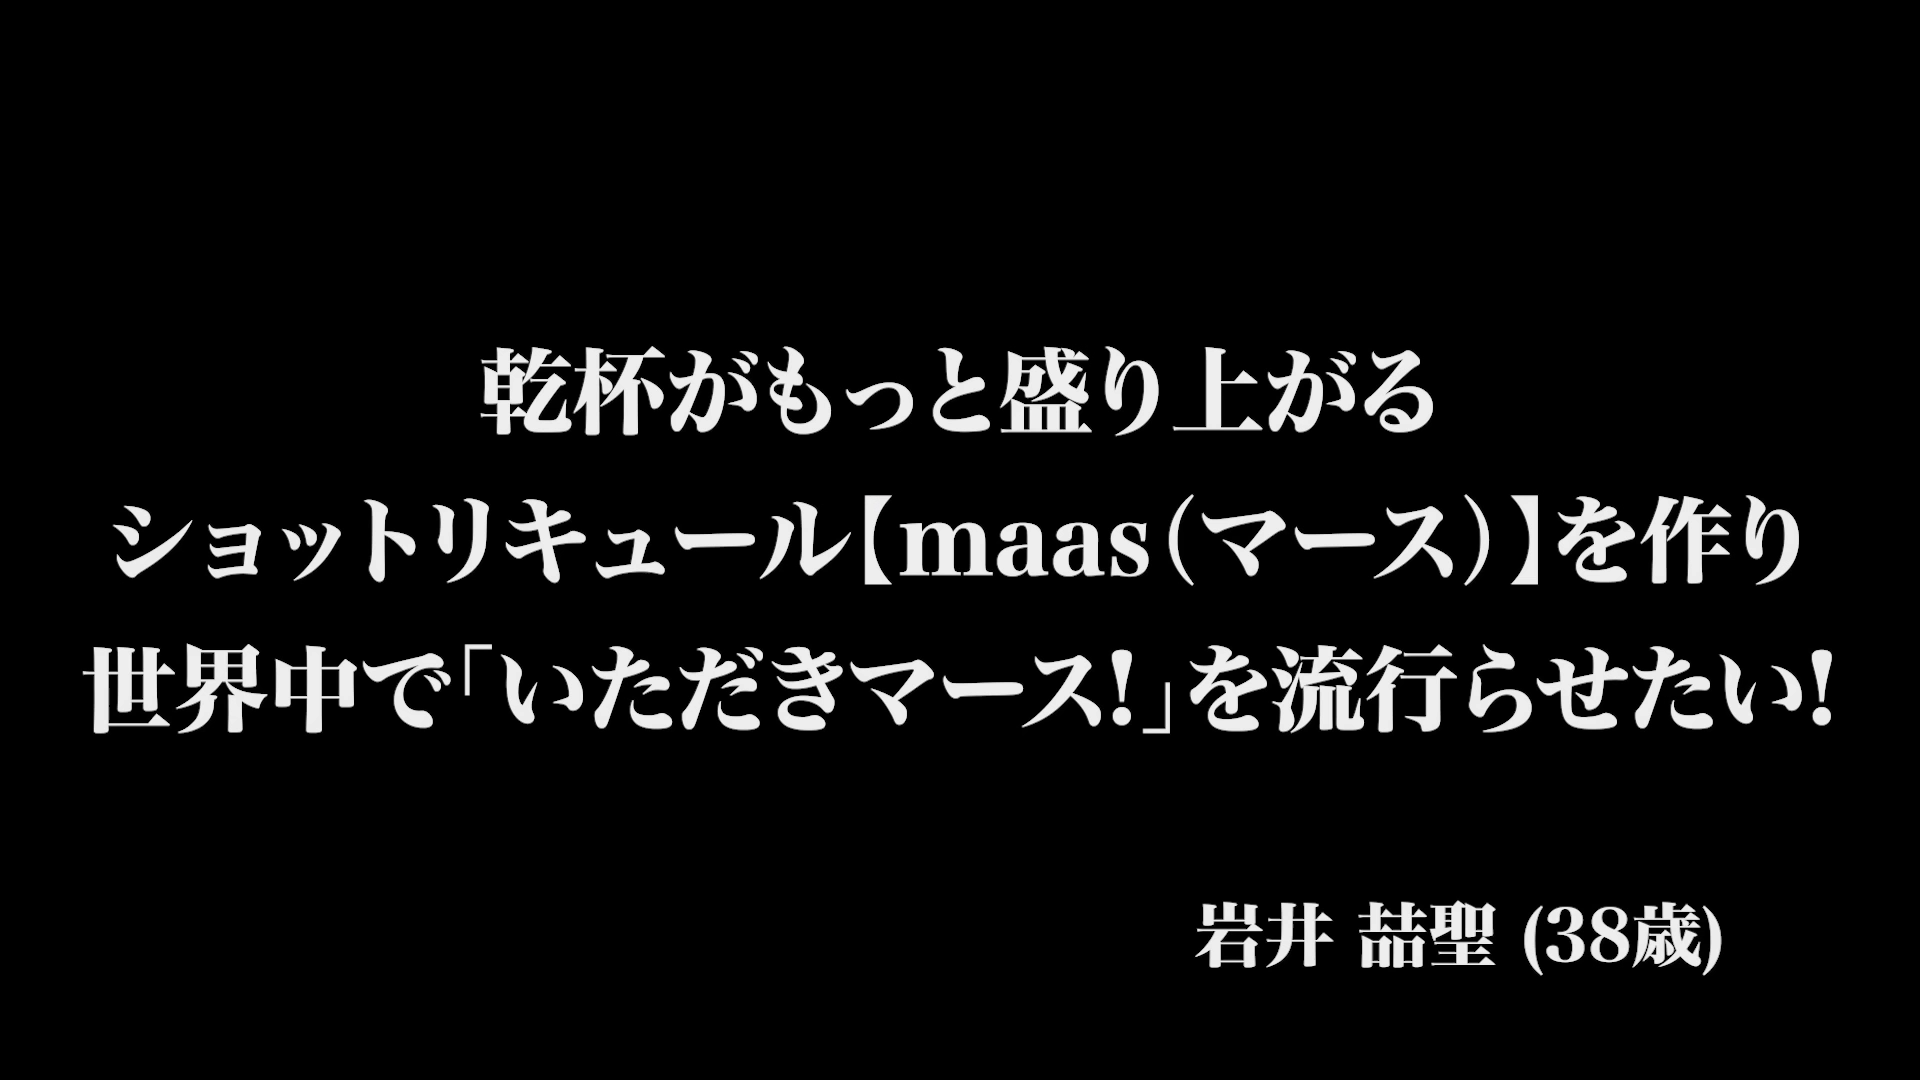 乾杯がもっと盛り上がる
ショットリキュール【maas(マース)】を作り
世界中で「いただきマース!」を流行らせたい!
岩井 喆聖 (38歳)